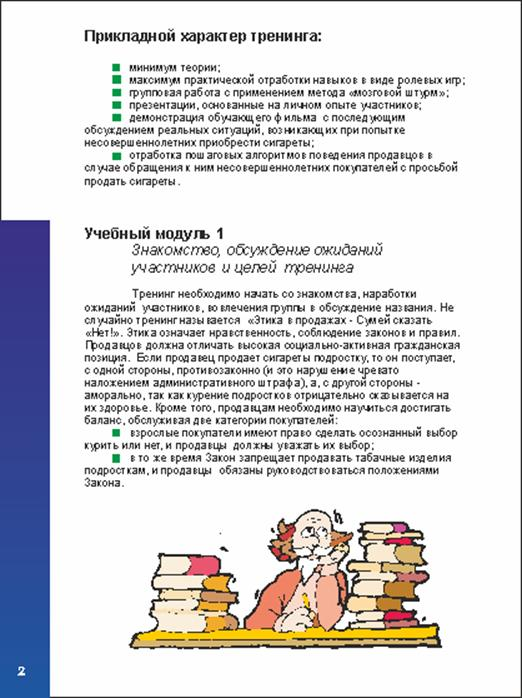 Прикладной характер тренинга:
минимум теории;
максимум практической отработки навыков в виде ролевых игр;
групповая работа с применением метода «мозговой штурм»;
презентации, основанные на личном опыте участников;
демонстрация обучающего фильма с последующим
обсуждением реальных ситуаций, возникающих при попытке
несовершеннолетних приобрести сигареты;
отработка пошаговых алгоритмов поведения продавцов в
случае обращения к ним несовершеннолетних покупателей с просьбой
продать сигареты.
Учебный модуль 1
Знакомство, обсуждение ожиданий
участников и целей тренинга
Тренинг необходимо начать со знакомства, наработки
ожиданий участников, вовлечения группы в обсуждение названия. Не
случайно тренинг называется «Этика в продажах - Сумей сказать
«Нет!». Этика означает нравственность, соблюдение законов и правил.
Продавцов должна отличать высокая социально-активная гражданская
позиция. Если продавец продает сигареты подростку, то он поступает,
с одной стороны, противозаконно (и это нарушение чревато
наложением административного штрафа), а, с другой стороны -
аморально, так как курение подростков отрицательно сказывается на
их здоровье. Кроме того, продавцам необходимо научиться достигать
баланс, обслуживая две категории покупателей:
взрослые покупатели имеют право сделать осознанный выбор
курить или нет, и продавцы должны уважать их выбор;
в то же время Закон запрещает продавать табачные изделия
подросткам, и продавцы обязаны руководствоваться положениями
Закона.
2